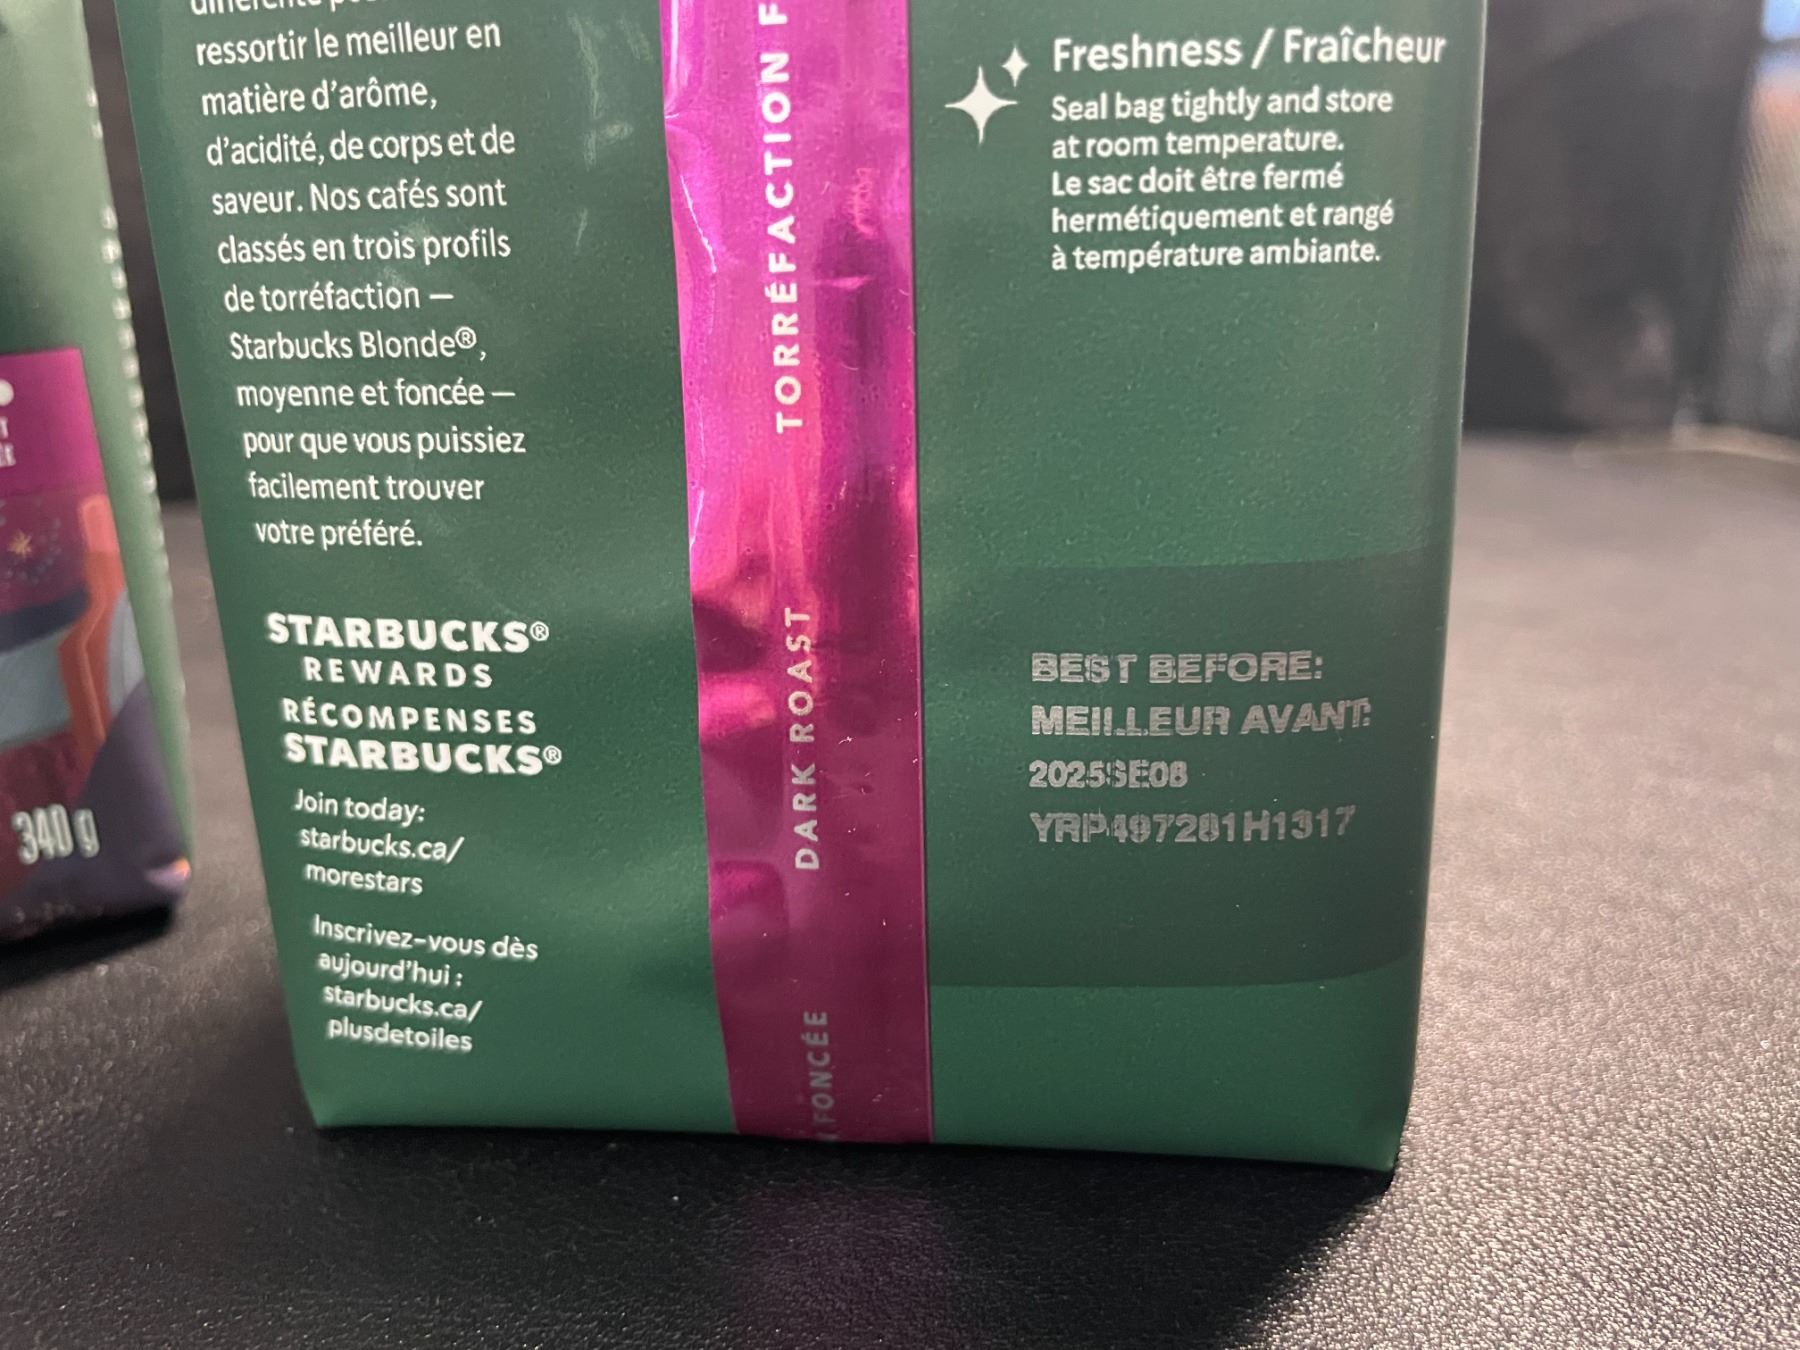 ressortir le meilleur en
matière d'arôme,
d'acidité, de corps et de
saveur. Nos cafés sont
classés en trois profils
de torréfaction —
Starbucks Blonde®,
moyenne et foncée —
pour que vous puissiez
facilement trouver
votre préféré.
STARBUCKS®
REWARDS
RÉCOMPENSES
STARBUCKS®
Join today:
starbucks.ca/
morestars
Inscrivez-vous dès
aujourd'hui :
starbucks.ca/
plusdetoiles
TORRÉFACTION F
DARK ROAST
FONCÉE
Freshness / Fraîcheur
Seal bag tightly and store
at room temperature.
Le sac doit être fermé
hermétiquement et rangé
à température ambiante.
BEST BEFORE:
MEILLEUR AVANT:
2025SE08
YRP497281H1317
340 g